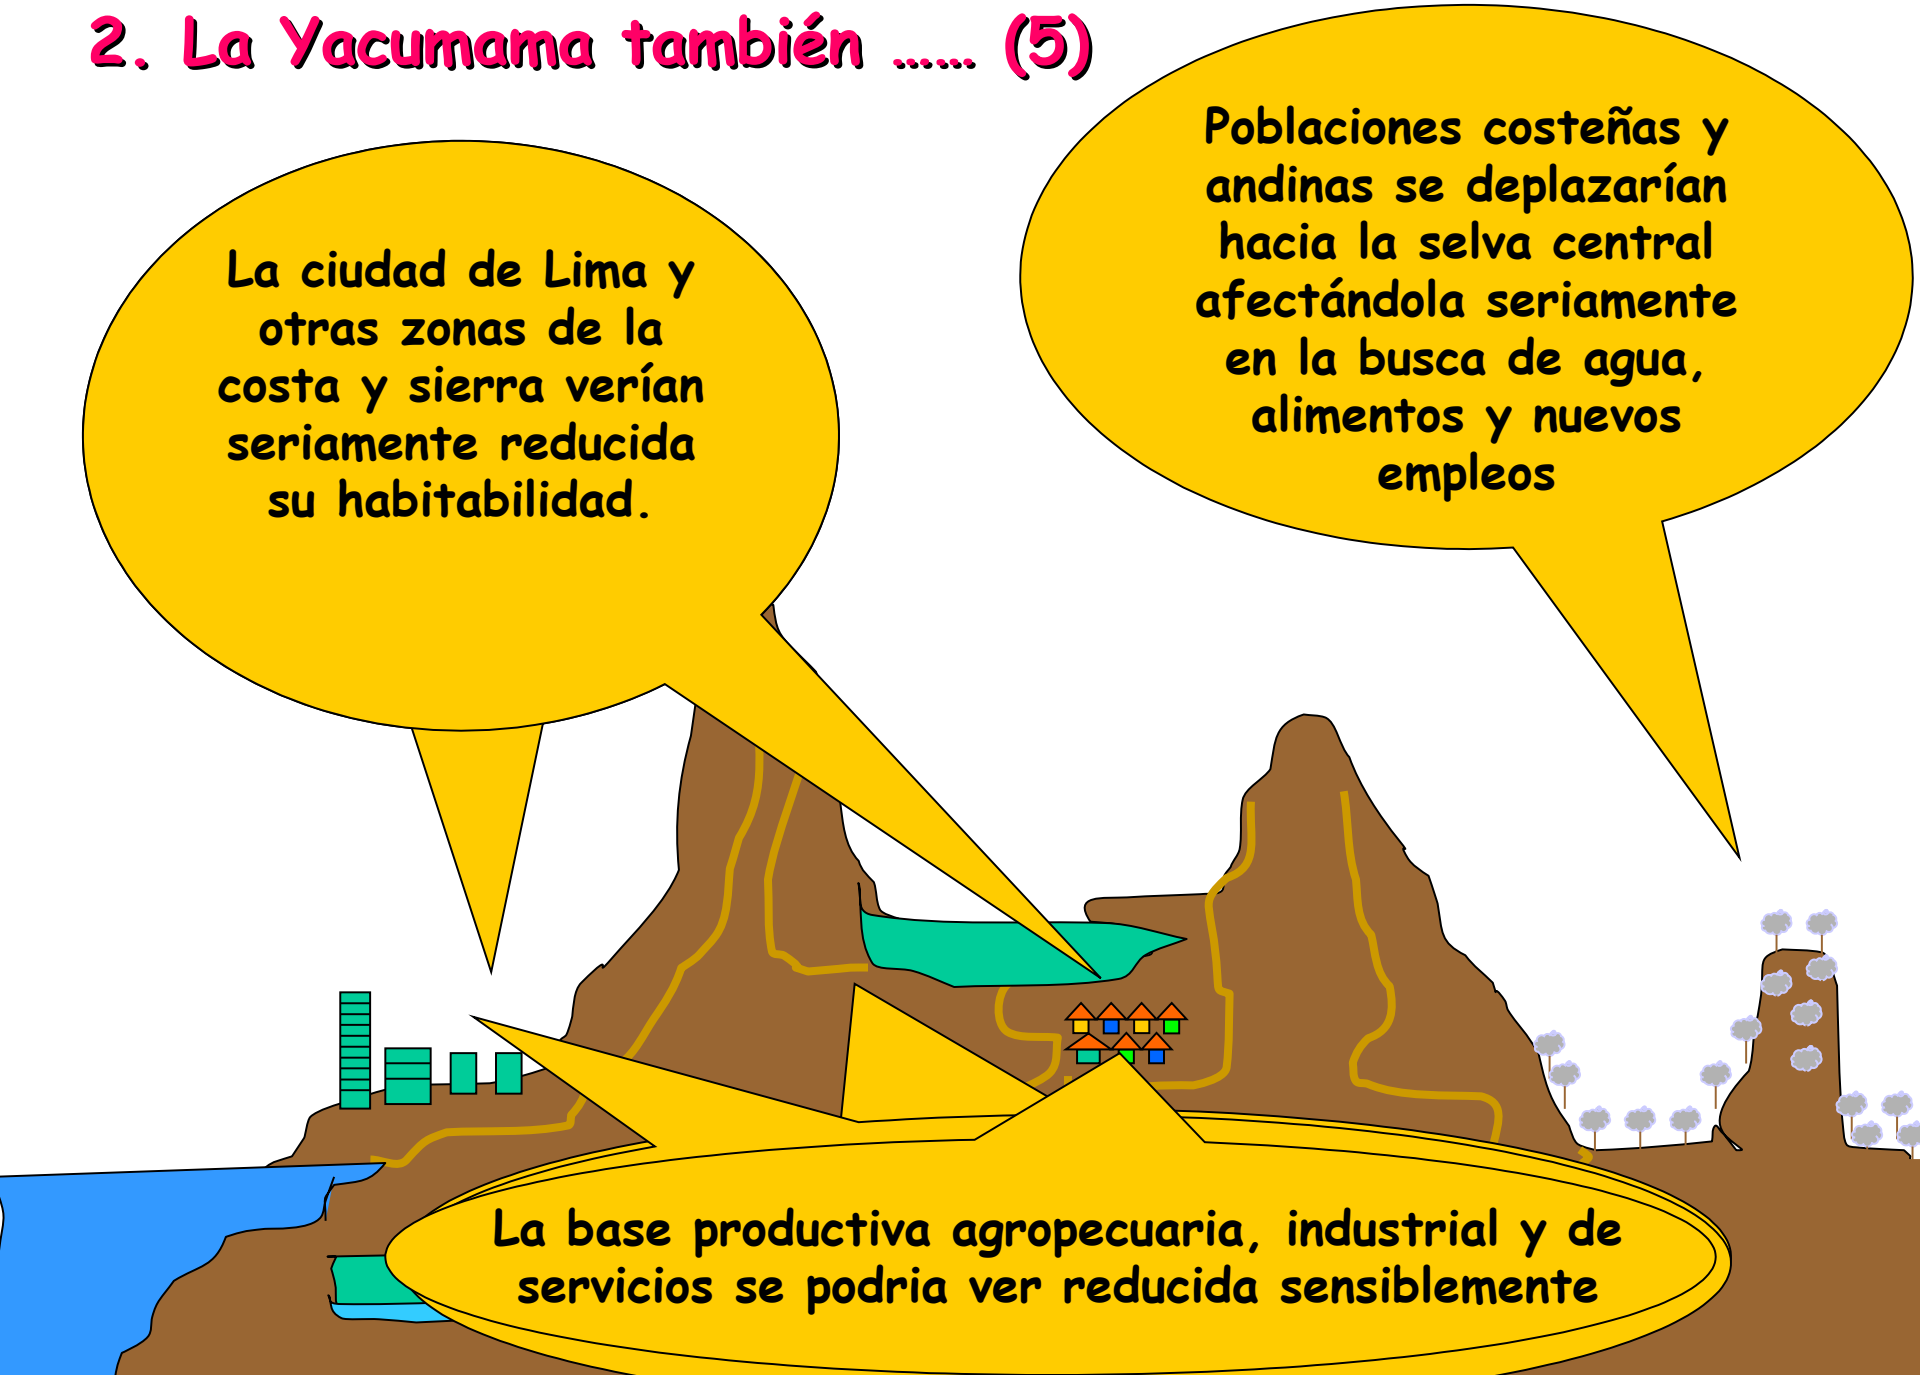 2. La Yacumama también …… (5)
La ciudad de Lima y
otras zonas de la
costa y sierra verían
seriamente reducida
su habitabilidad.
Poblaciones costeñas y
andinas se deplazarían
hacia la selva central
afectándola seriamente
en la busca de agua,
alimentos y nuevos
empleos
La base productiva agropecuaria, industrial y de
servicios se podria ver reducida sensiblemente